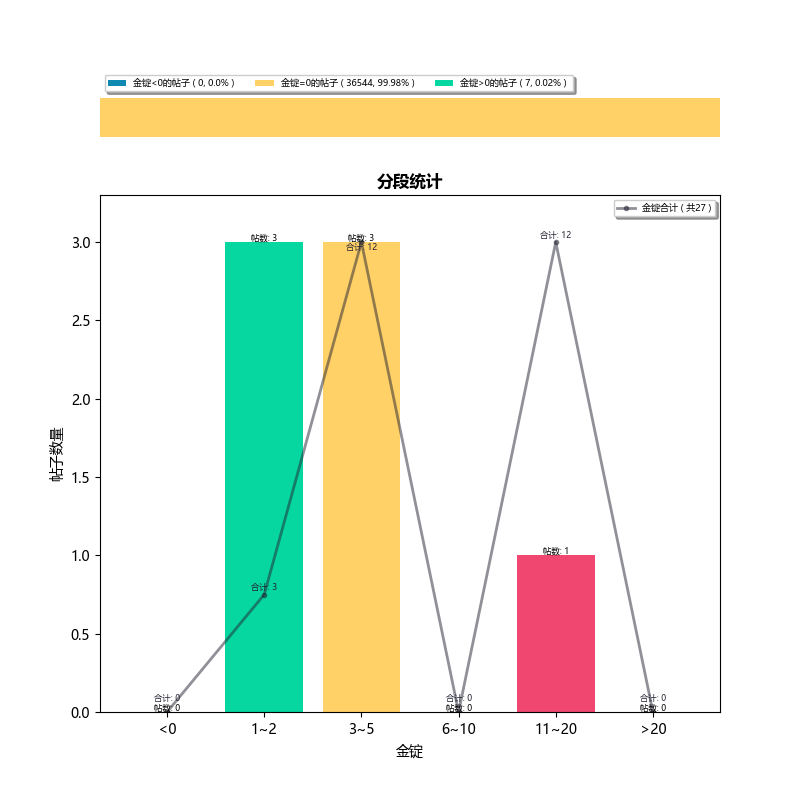 金锭<0的帖子 ( 0, 0.0% )
金锭=0的帖子 ( 36544, 99.98% )
金锭>0的帖子 ( 7, 0.02% )
分段统计
金锭合计 ( 共27 )
帖子数量
3.0
2.5
2.0
1.5
1.0
0.5
0.0
合计: 0
帖数: 0
帖数: 3
合计: 3
帖数: 3
合计: 12
合计: 0
帖数: 0
合计: 12
帖数: 1
合计: 0
帖数: 0
<0
1~2
3~5
6~10
11~20
>20
金锭